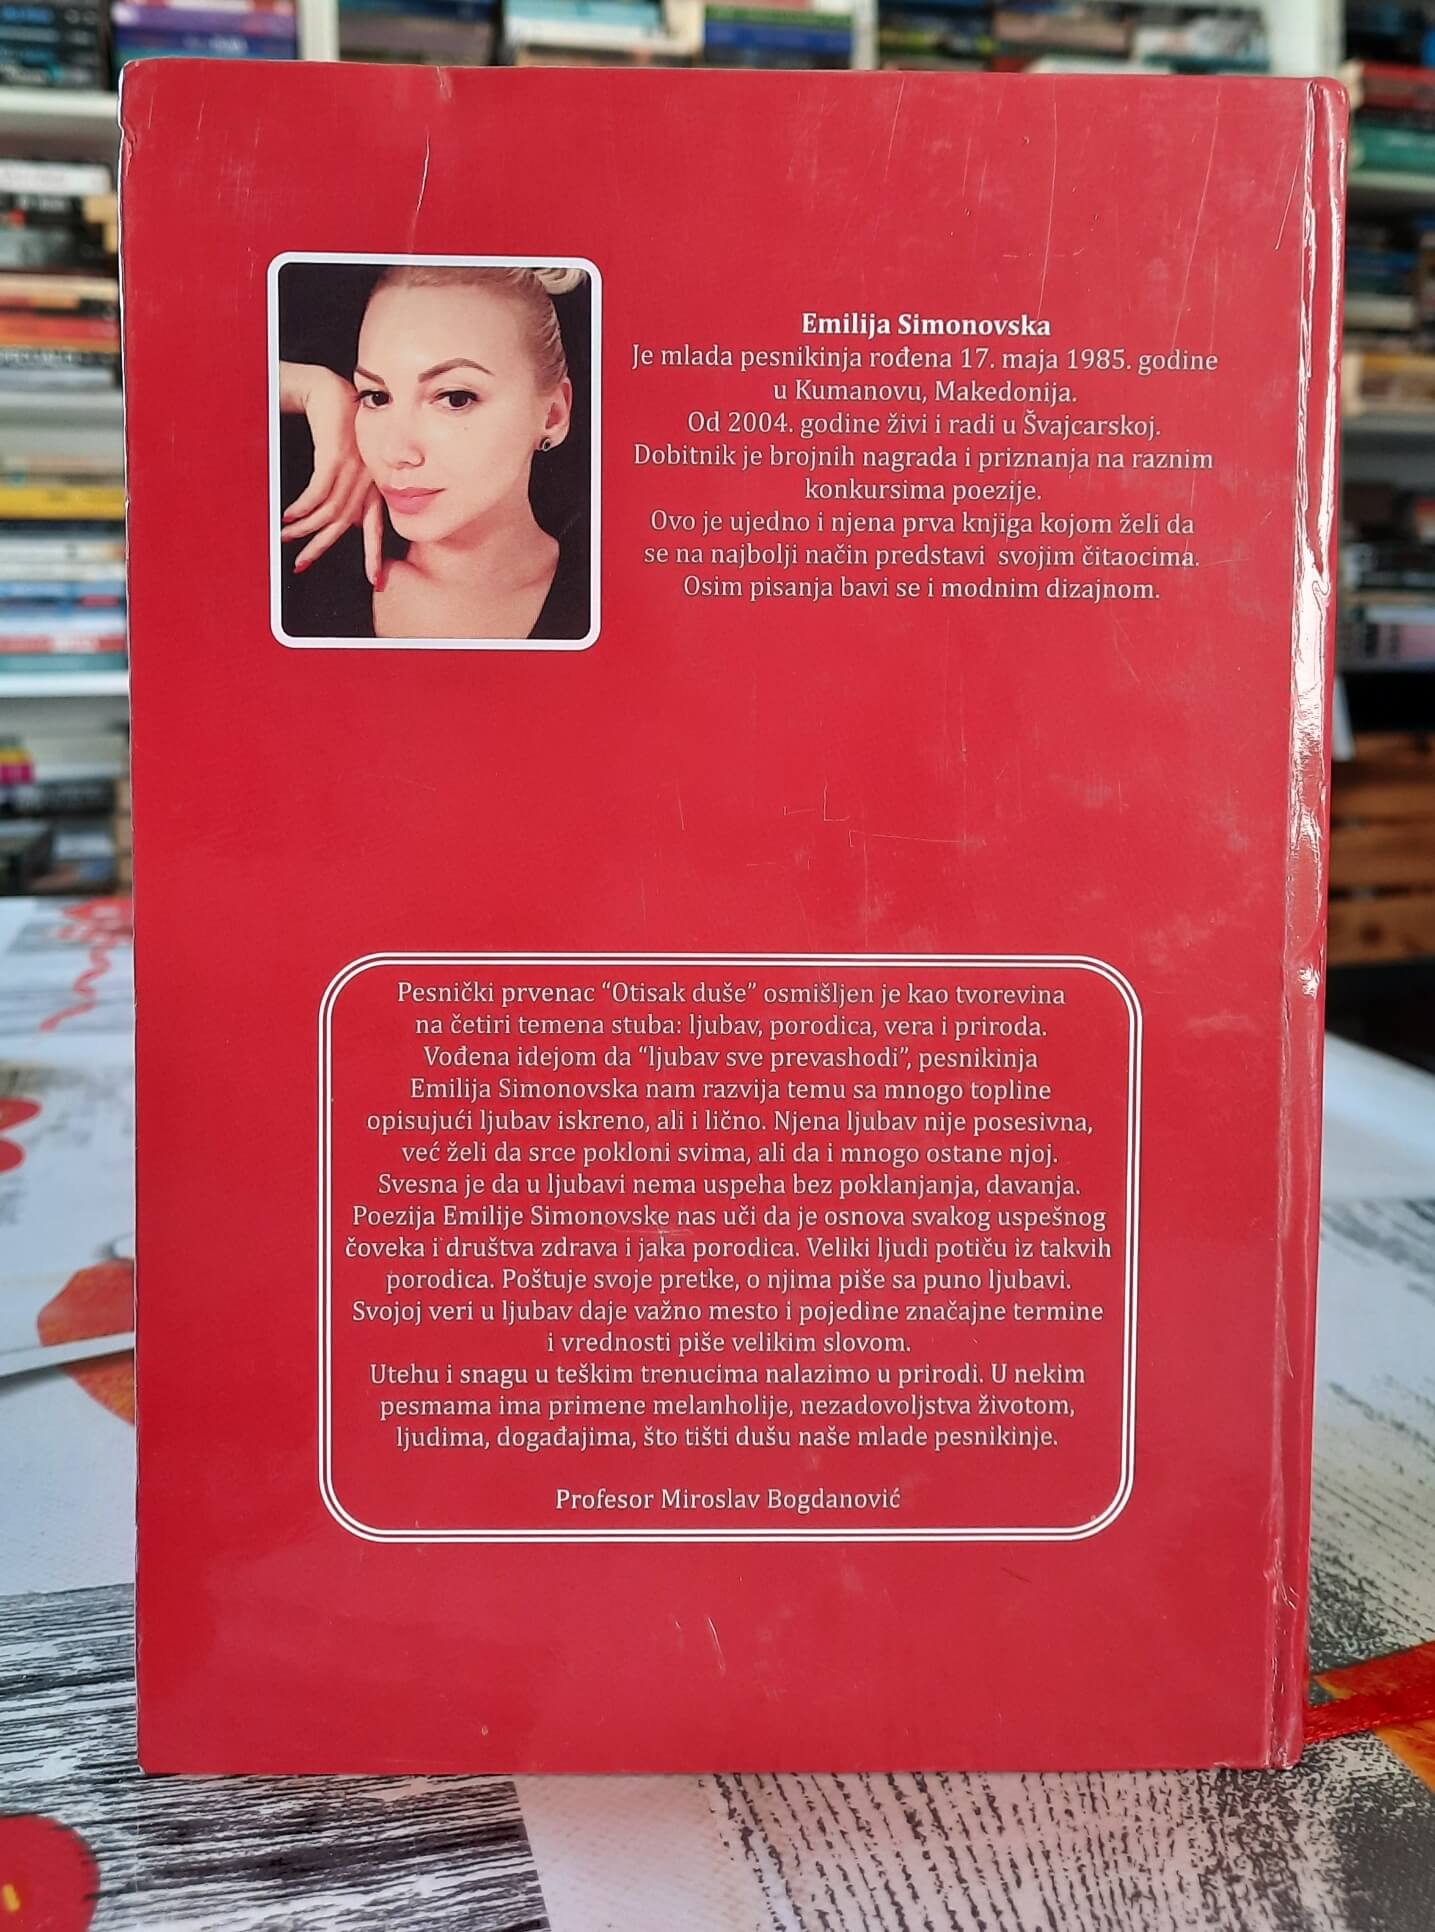 Emilija Simonovska
Je mlada pesnikinja rođena 17. maja 1985. godine
u Kumanovu, Makedonija.
Od 2004. godine živi i radi u Švajcarskoj.
Dobitnik je brojnih nagrada i priznanja na raznim
konkursima poezije.
Ovo je ujedno i njena prva knjiga kojom želi da
se na najbolji način predstavi svojim čitaocima.
Osim pisanja bavi se i modnim dizajnom.
Pesnički prvenac “Otisak duše” osmišljen je kao tvorevina
na četiri temena stuba: ljubav, porodica, vera i priroda.
Vođena idejom da “ljubav sve prevashodi”, pesnikinja
Emilija Simonovska nam razvija temu sa mnogo topline
opisujući ljubav iskreno, ali i lično. Njena ljubav nije posesivna,
već želi da srce pokloni svima, ali da i mnogo ostane njoj.
Svesna je da u ljubavi nema uspeha bez poklanjanja, davanja.
Poezija Emilije Simonovske nas uči da je osnova svakog uspešnog
čoveka i društva zdrava i jaka porodica. Veliki ljudi potiču iz takvih
porodica. Poštuje svoje pretke, o njima piše sa puno ljubavi.
Svojoj veri u ljubav daje važno mesto i pojedine značajne termine
i vrednosti piše velikim slovom.
Utehu i snagu u teškim trenucima nalazimo u prirodi. U nekim
pesmama ima primene melanholije, nezadovoljstva životom,
ljudima, događajima, što tišti dušu naše mlade pesnikinje.
Profesor Miroslav Bogdanović